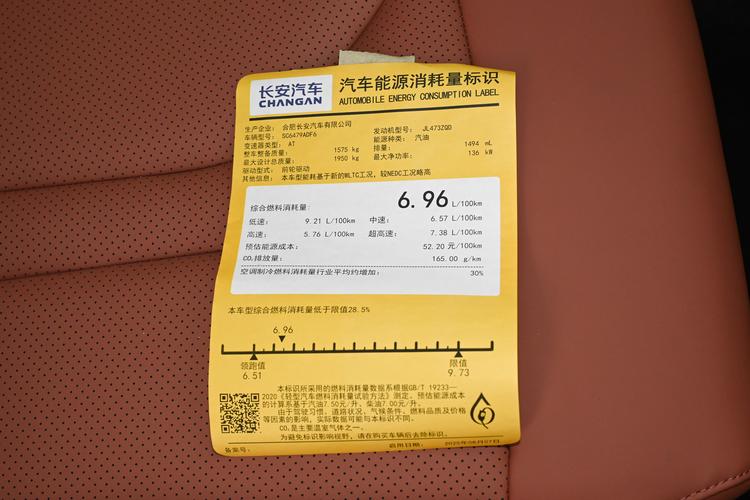 长安汽车
CHANGAN
汽车能源消耗量标识
AUTOMOBILE ENERGY CONSUMPTION LABEL
生产企业： 合肥长安汽车有限公司
车辆型号： SC6479ADF6 发动机型号： JL473ZQD
变速器类型： AT 能源种类： 汽油
整车整备质量： 1575 kg 排量： 1494 mL
最大设计总质量： 1950 kg 最大净功率： 136 kW
驱动型式： 前轮驱动
其他信息： 本车型能耗基于新的WLTC工况，较NEDC工况略高
综合燃料消耗量： 6.96 L/100km
低速： 9.21 L/100km 中速： 6.57 L/100km
高速： 5.76 L/100km 超高速： 7.38 L/100km
预估能源成本： 52.20 元/100km
CO₂排放量： 165.00 g/km
空调制冷燃料消耗量行业平均约增加： 30%
本车型综合燃料消耗量低于限值28.5%
6.96
领跑值 限值
6.51 9.73
本标识所采用的燃料消耗量数据系根据GB/T 19233—
2020《轻型汽车燃料消耗量试验方法》测定。预估能源成本
的计算系基于汽油7.50元/升、柴油7.00元/升。
由于驾驶习惯、道路状况、气候条件、燃料品质及价格
等因素的影响，实际数据可能与本标识不同。
CO₂是主要温室气体之一。
为避免标识影响视野，请在购买车辆后去除标识。
备案号： 启用日期：